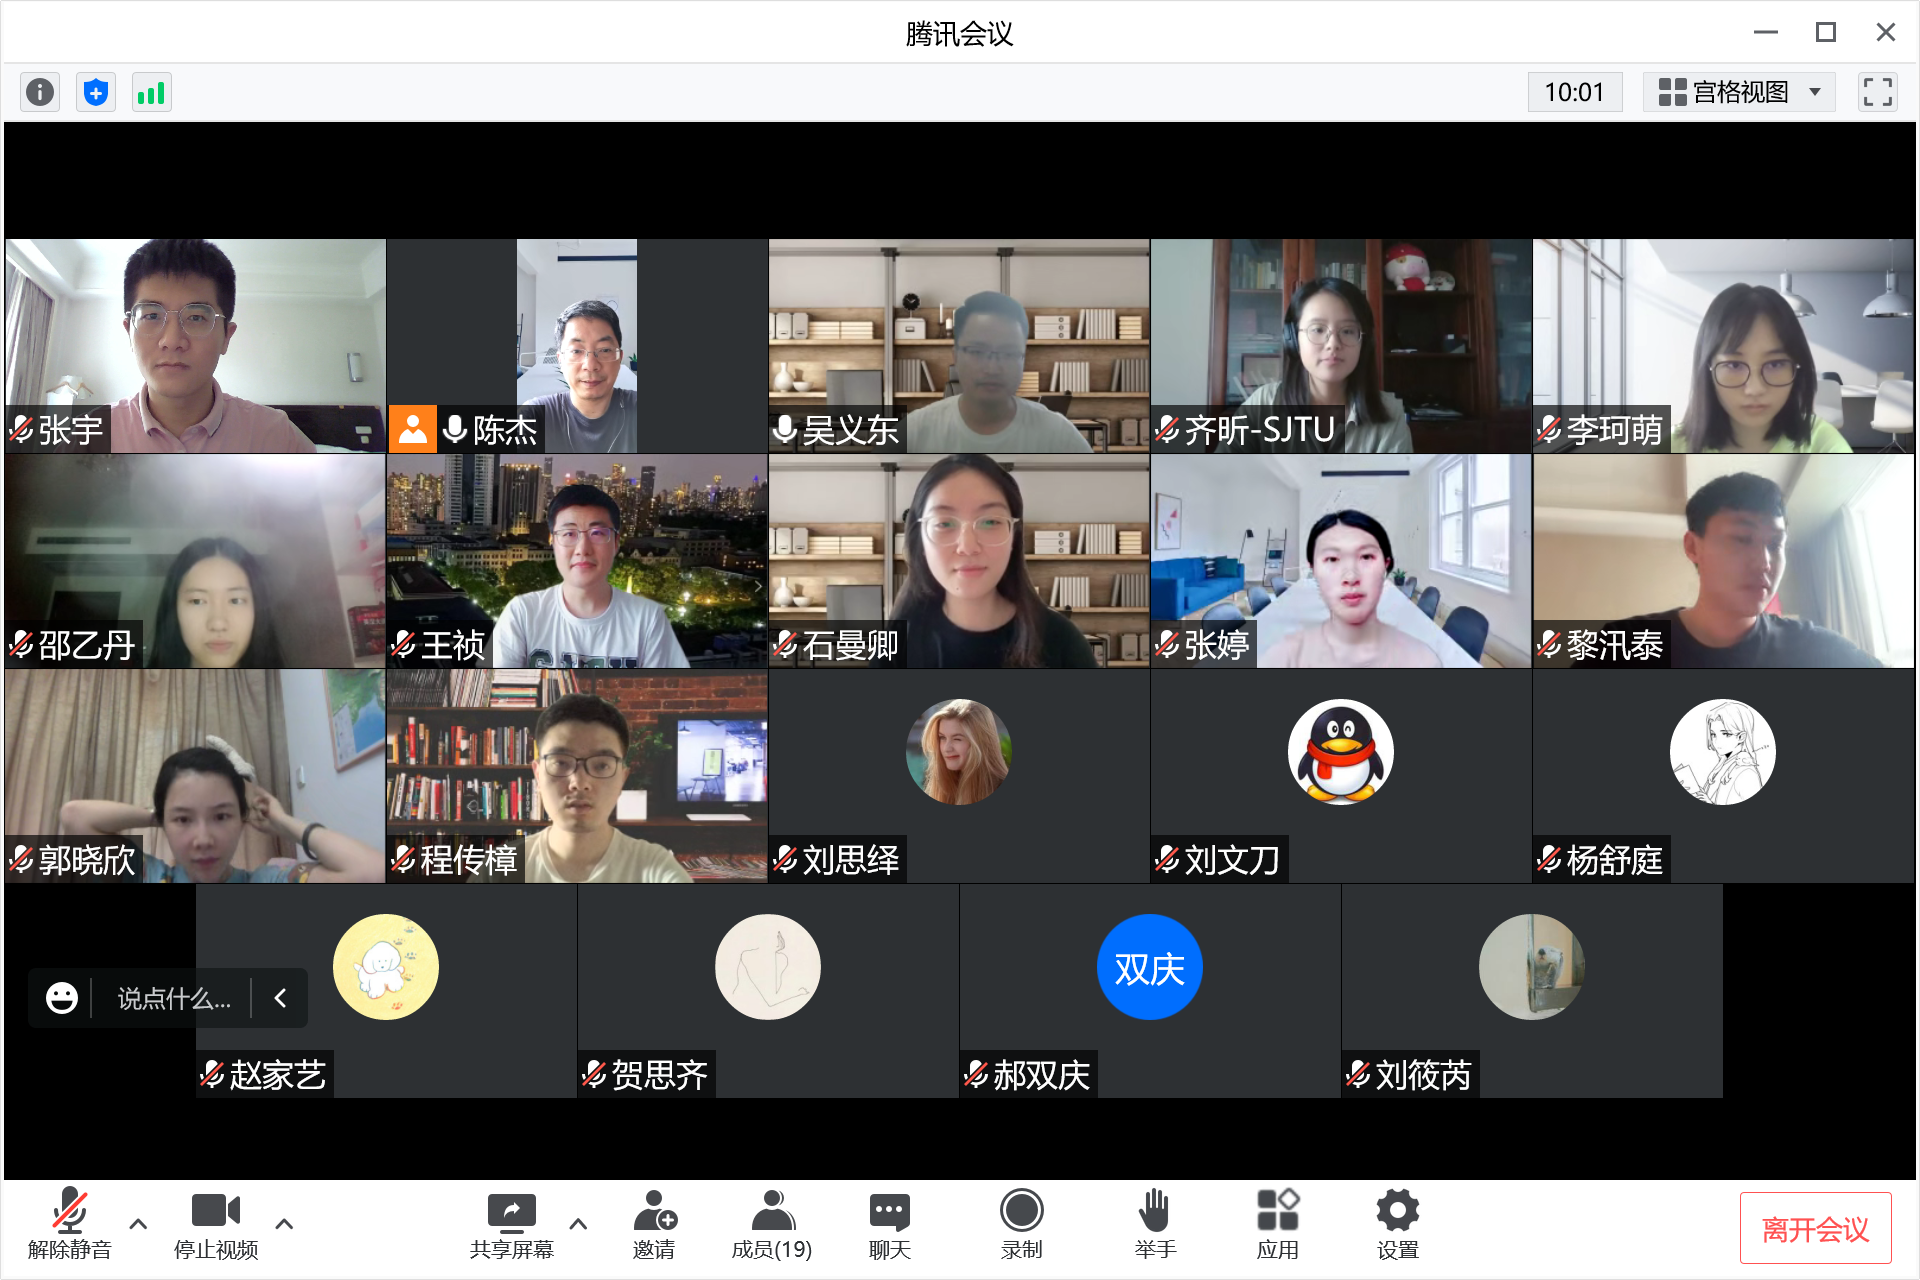 腾讯会议
10:01
宫格视图
张宇
陈杰
吴义东
齐昕-SJTU
李珂萌
邵乙丹
王祯
石曼卿
张婷
黎汛泰
郭晓欣
程传樟
刘思绎
刘文刀
杨舒庭
说点什么...
双庆
赵家艺
贺思齐
郝双庆
刘筱芮
解除静音
停止视频
共享屏幕
邀请
成员(19)
聊天
录制
举手
应用
设置
离开会议